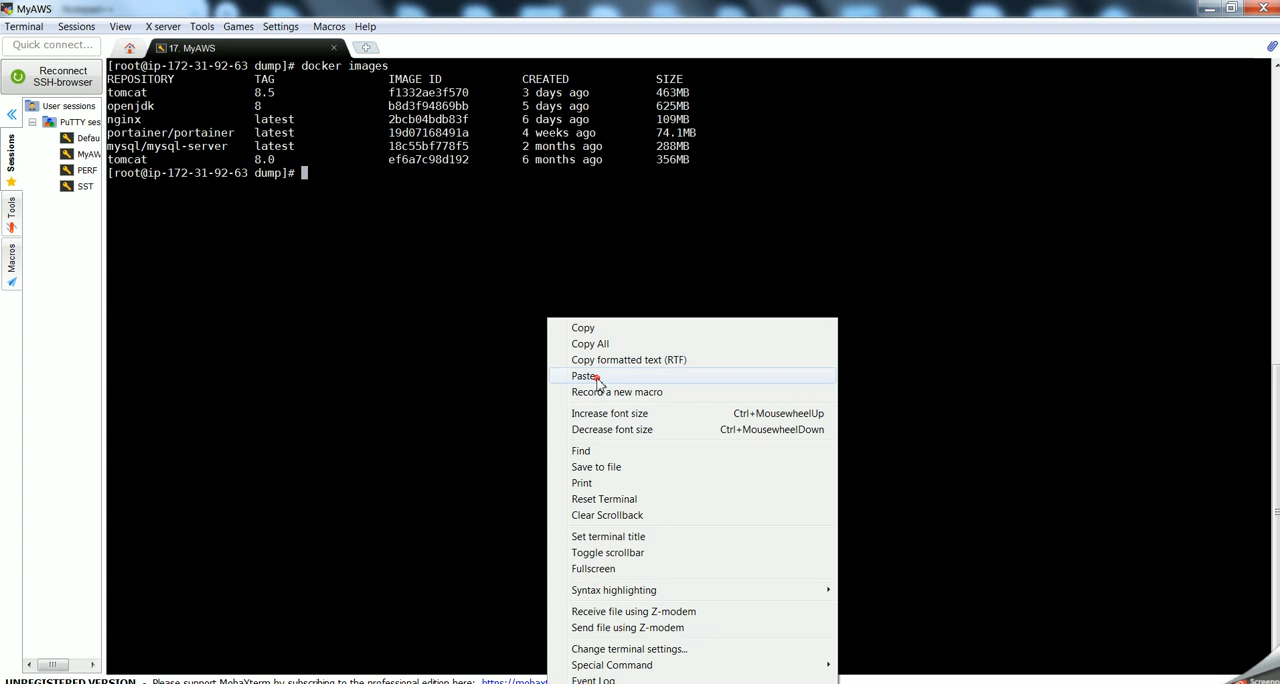 MyAWS
Terminal Sessions View X server Tools Games Settings Macros Help
Quick connect... 17. MyAWS
Reconnect
SSH-browser
Sessions
Tools
Macros
User sessions
PuTTY ses
Defau
MyAW
PERF
SST
[root@ip-172-31-92-63 dump]# docker images
REPOSITORY TAG IMAGE ID CREATED SIZE
tomcat 8.5 f1332ae3f570 3 days ago 463MB
openjdk 8 b8d3f94869bb 5 days ago 625MB
nginx latest 2bcb04bdb83f 6 days ago 109MB
portainer/portainer latest 19d07168491a 4 weeks ago 74.1MB
mysql/mysql-server latest 18c55bf778f5 2 months ago 288MB
tomcat 8.0 ef6a7c98d192 6 months ago 356MB
[root@ip-172-31-92-63 dump]#
Copy
Copy All
Copy formatted text (RTF)
Paste
Record a new macro
Increase font size Ctrl+MousewheelUp
Decrease font size Ctrl+MousewheelDown
Find
Save to file
Print
Reset Terminal
Clear Scrollback
Set terminal title
Toggle scrollbar
Fullscreen
Syntax highlighting
Receive file using Z-modem
Send file using Z-modem
Change terminal settings...
Special Command
Event Log
UNREGISTERED VERSION - Please support MobaXterm by subscribing to the professional edition here: https://mobaxt